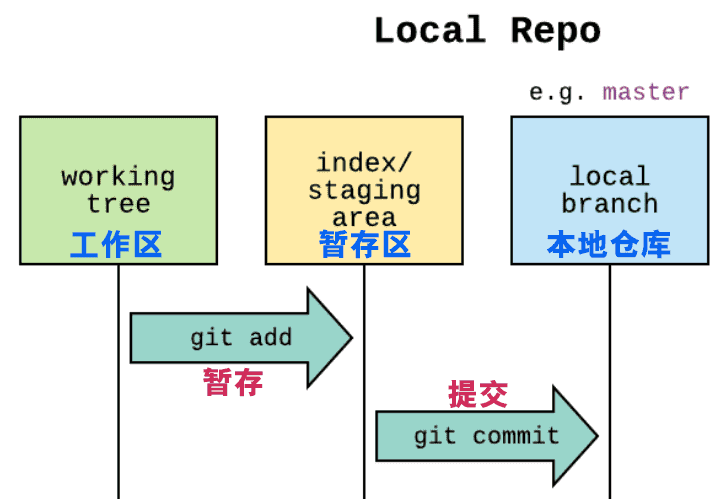 Local Repo
e.g. master
working
tree
工作区
index/
staging
area
暂存区
local
branch
本地仓库
git add
暂存
提交
git commit